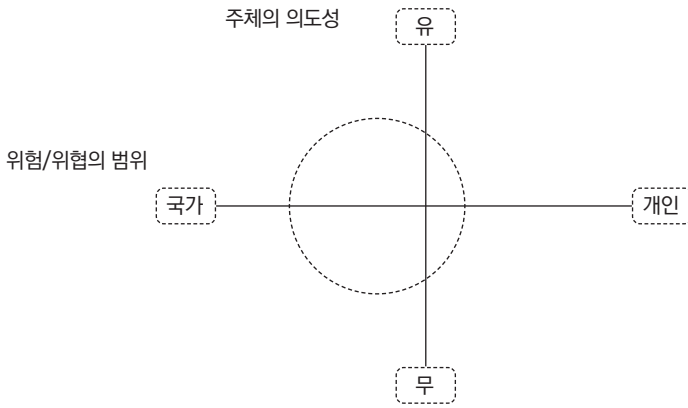 주체의 의도성
유
위험/위협의 범위
국가
개인
무